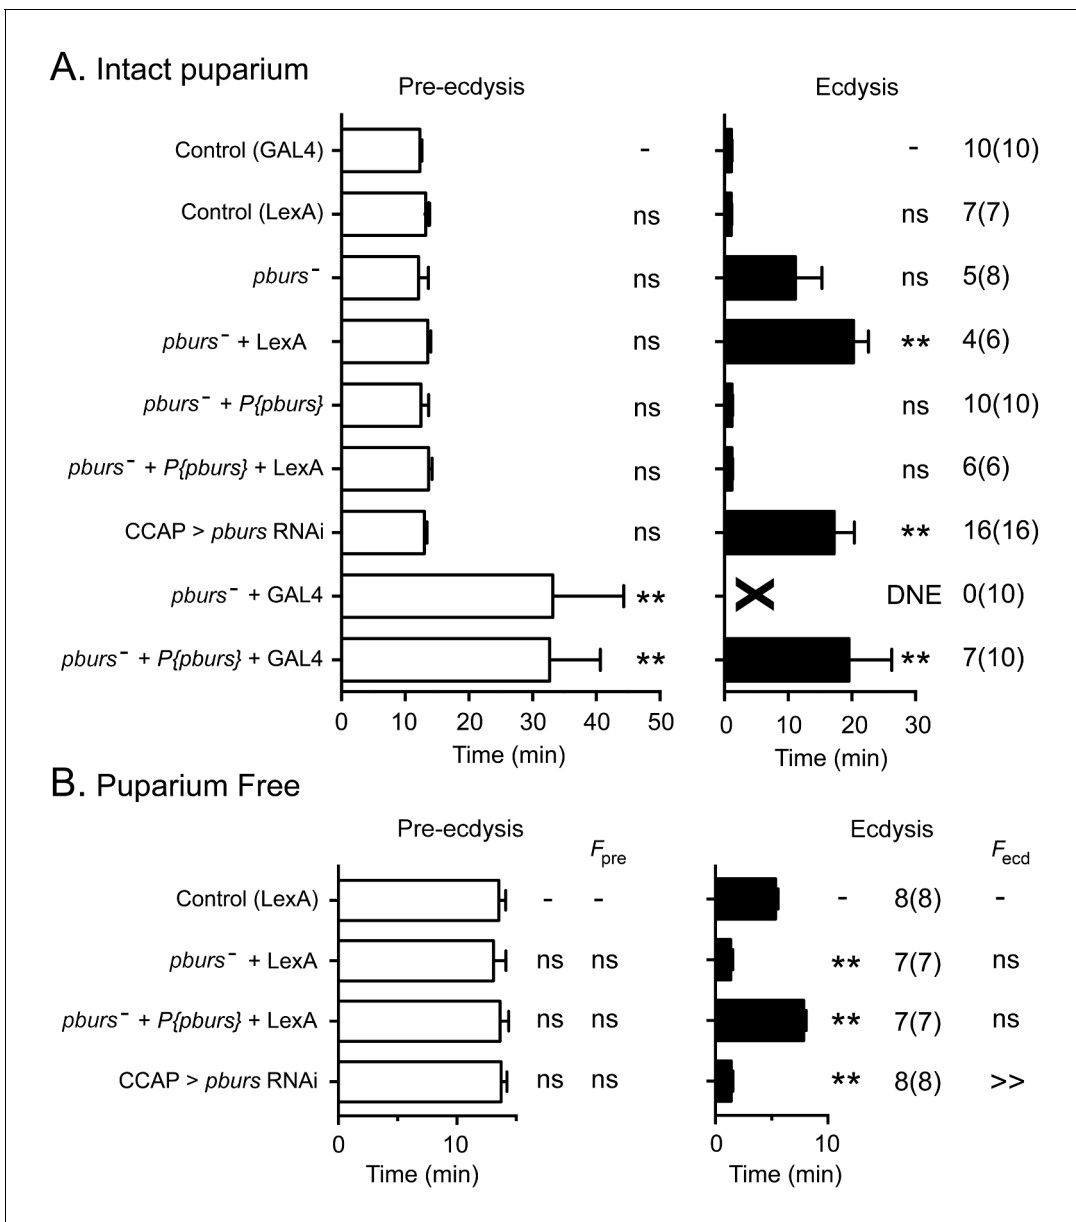 A. Intact puparium
Pre-ecdysis Ecdysis
Control (GAL4) - - 10(10)
Control (LexA) ns ns 7(7)
pburs⁻ ns ns 5(8)
pburs⁻ + LexA ns ** 4(6)
pburs⁻ + P{pburs} ns ns 10(10)
pburs⁻ + P{pburs} + LexA ns ns 6(6)
CCAP > pburs RNAi ns ** 16(16)
pburs⁻ + GAL4 ** X DNE 0(10)
pburs⁻ + P{pburs} + GAL4 ** ** 7(10)
0 10 20 30 40 50 0 10 20 30
Time (min) Time (min)
B. Puparium Free
Pre-ecdysis Fpre Ecdysis Fecd
Control (LexA) - - - 8(8) -
pburs⁻ + LexA ns ns ** 7(7) ns
pburs⁻ + P{pburs} + LexA ns ns ** 7(7) ns
CCAP > pburs RNAi ns ns ** 8(8) >>
0 10 0 10
Time (min) Time (min)